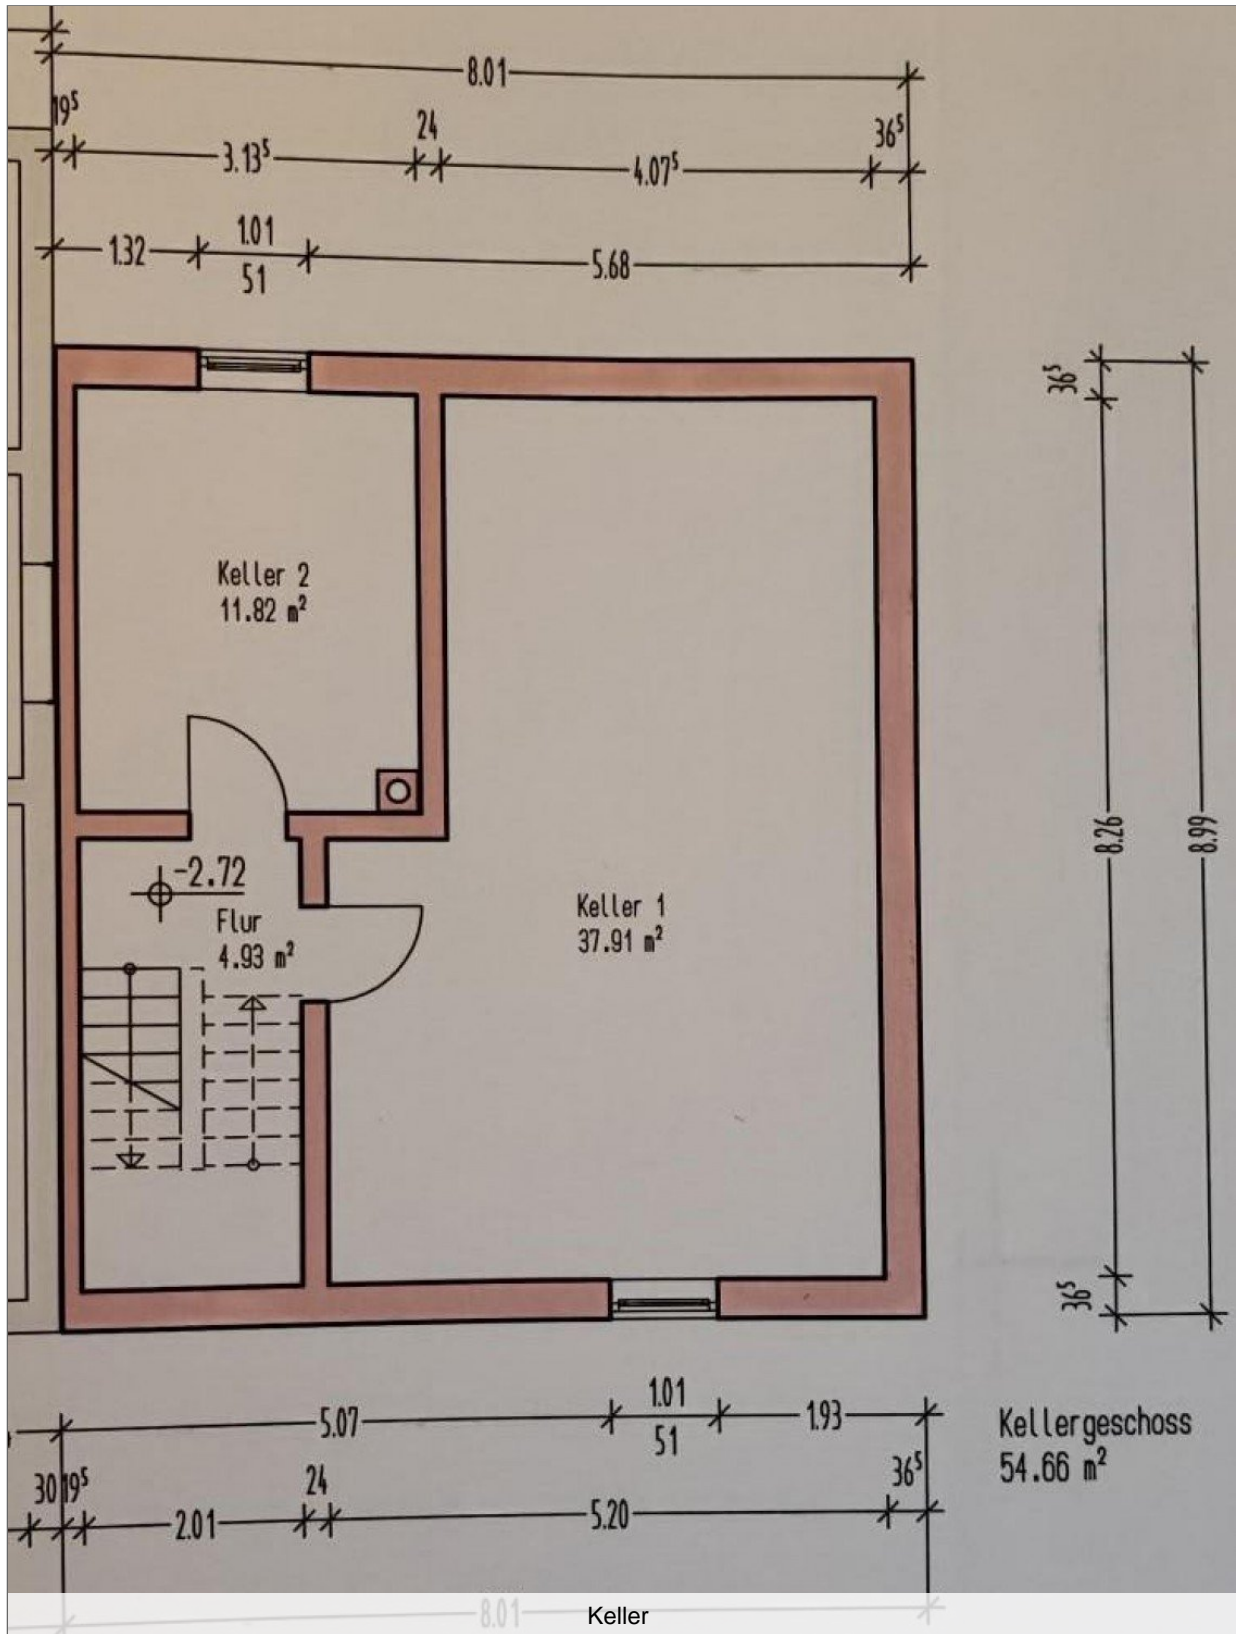 8.01
19⁵
3.13⁵
24
4.07⁵
36⁵
1.32
1.01
51
5.68
36⁵
Keller 2
11.82 m²
8.26
8.99
-2.72
Flur
4.93 m²
Keller 1
37.91 m²
36⁵
5.07
1.01
51
1.93
Kellergeschoss
54.66 m²
30
19⁵
2.01
24
5.20
36⁵
8.01
Keller